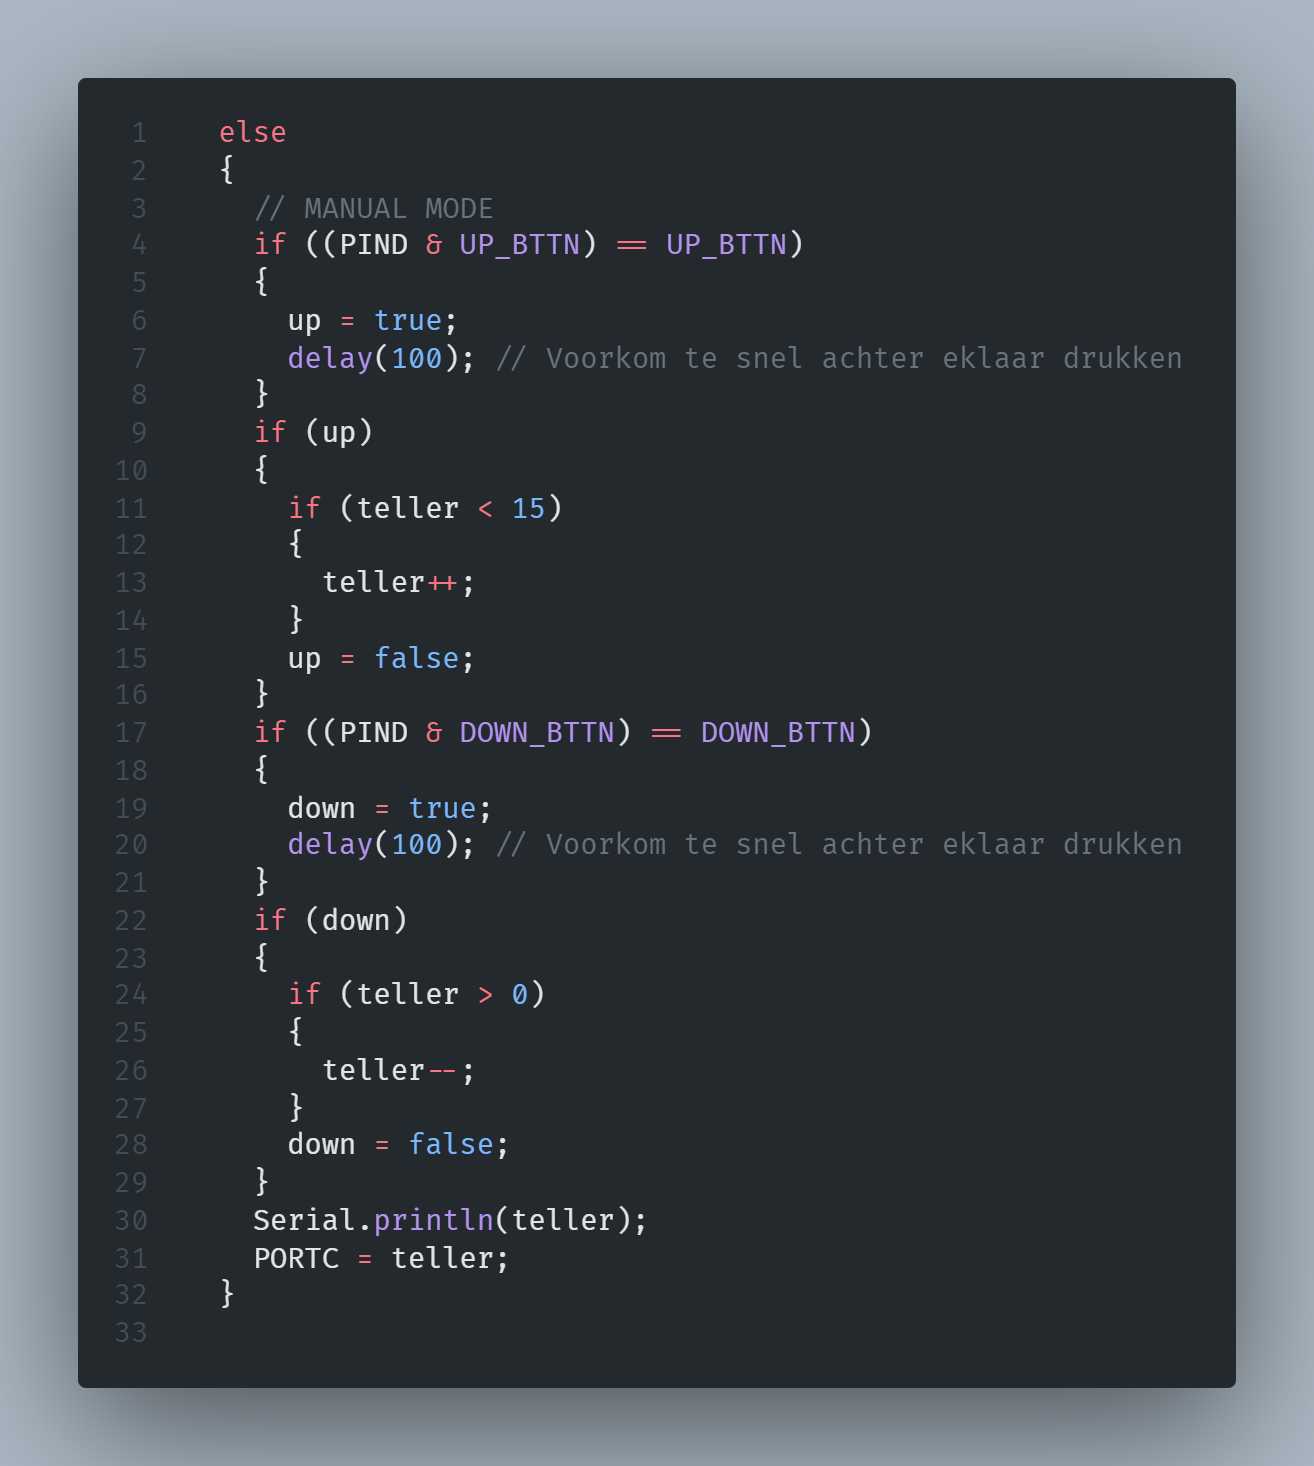 1 else
2 {
3 // MANUAL MODE
4 if ((PIND & UP_BTTN) == UP_BTTN)
5 {
6 up = true;
7 delay(100); // Voorkom te snel achter eklaar drukken
8 }
9 if (up)
10 {
11 if (teller < 15)
12 {
13 teller++;
14 }
15 up = false;
16 }
17 if ((PIND & DOWN_BTTN) == DOWN_BTTN)
18 {
19 down = true;
20 delay(100); // Voorkom te snel achter eklaar drukken
21 }
22 if (down)
23 {
24 if (teller > 0)
25 {
26 teller--;
27 }
28 down = false;
29 }
30 Serial.println(teller);
31 PORTC = teller;
32 }
33